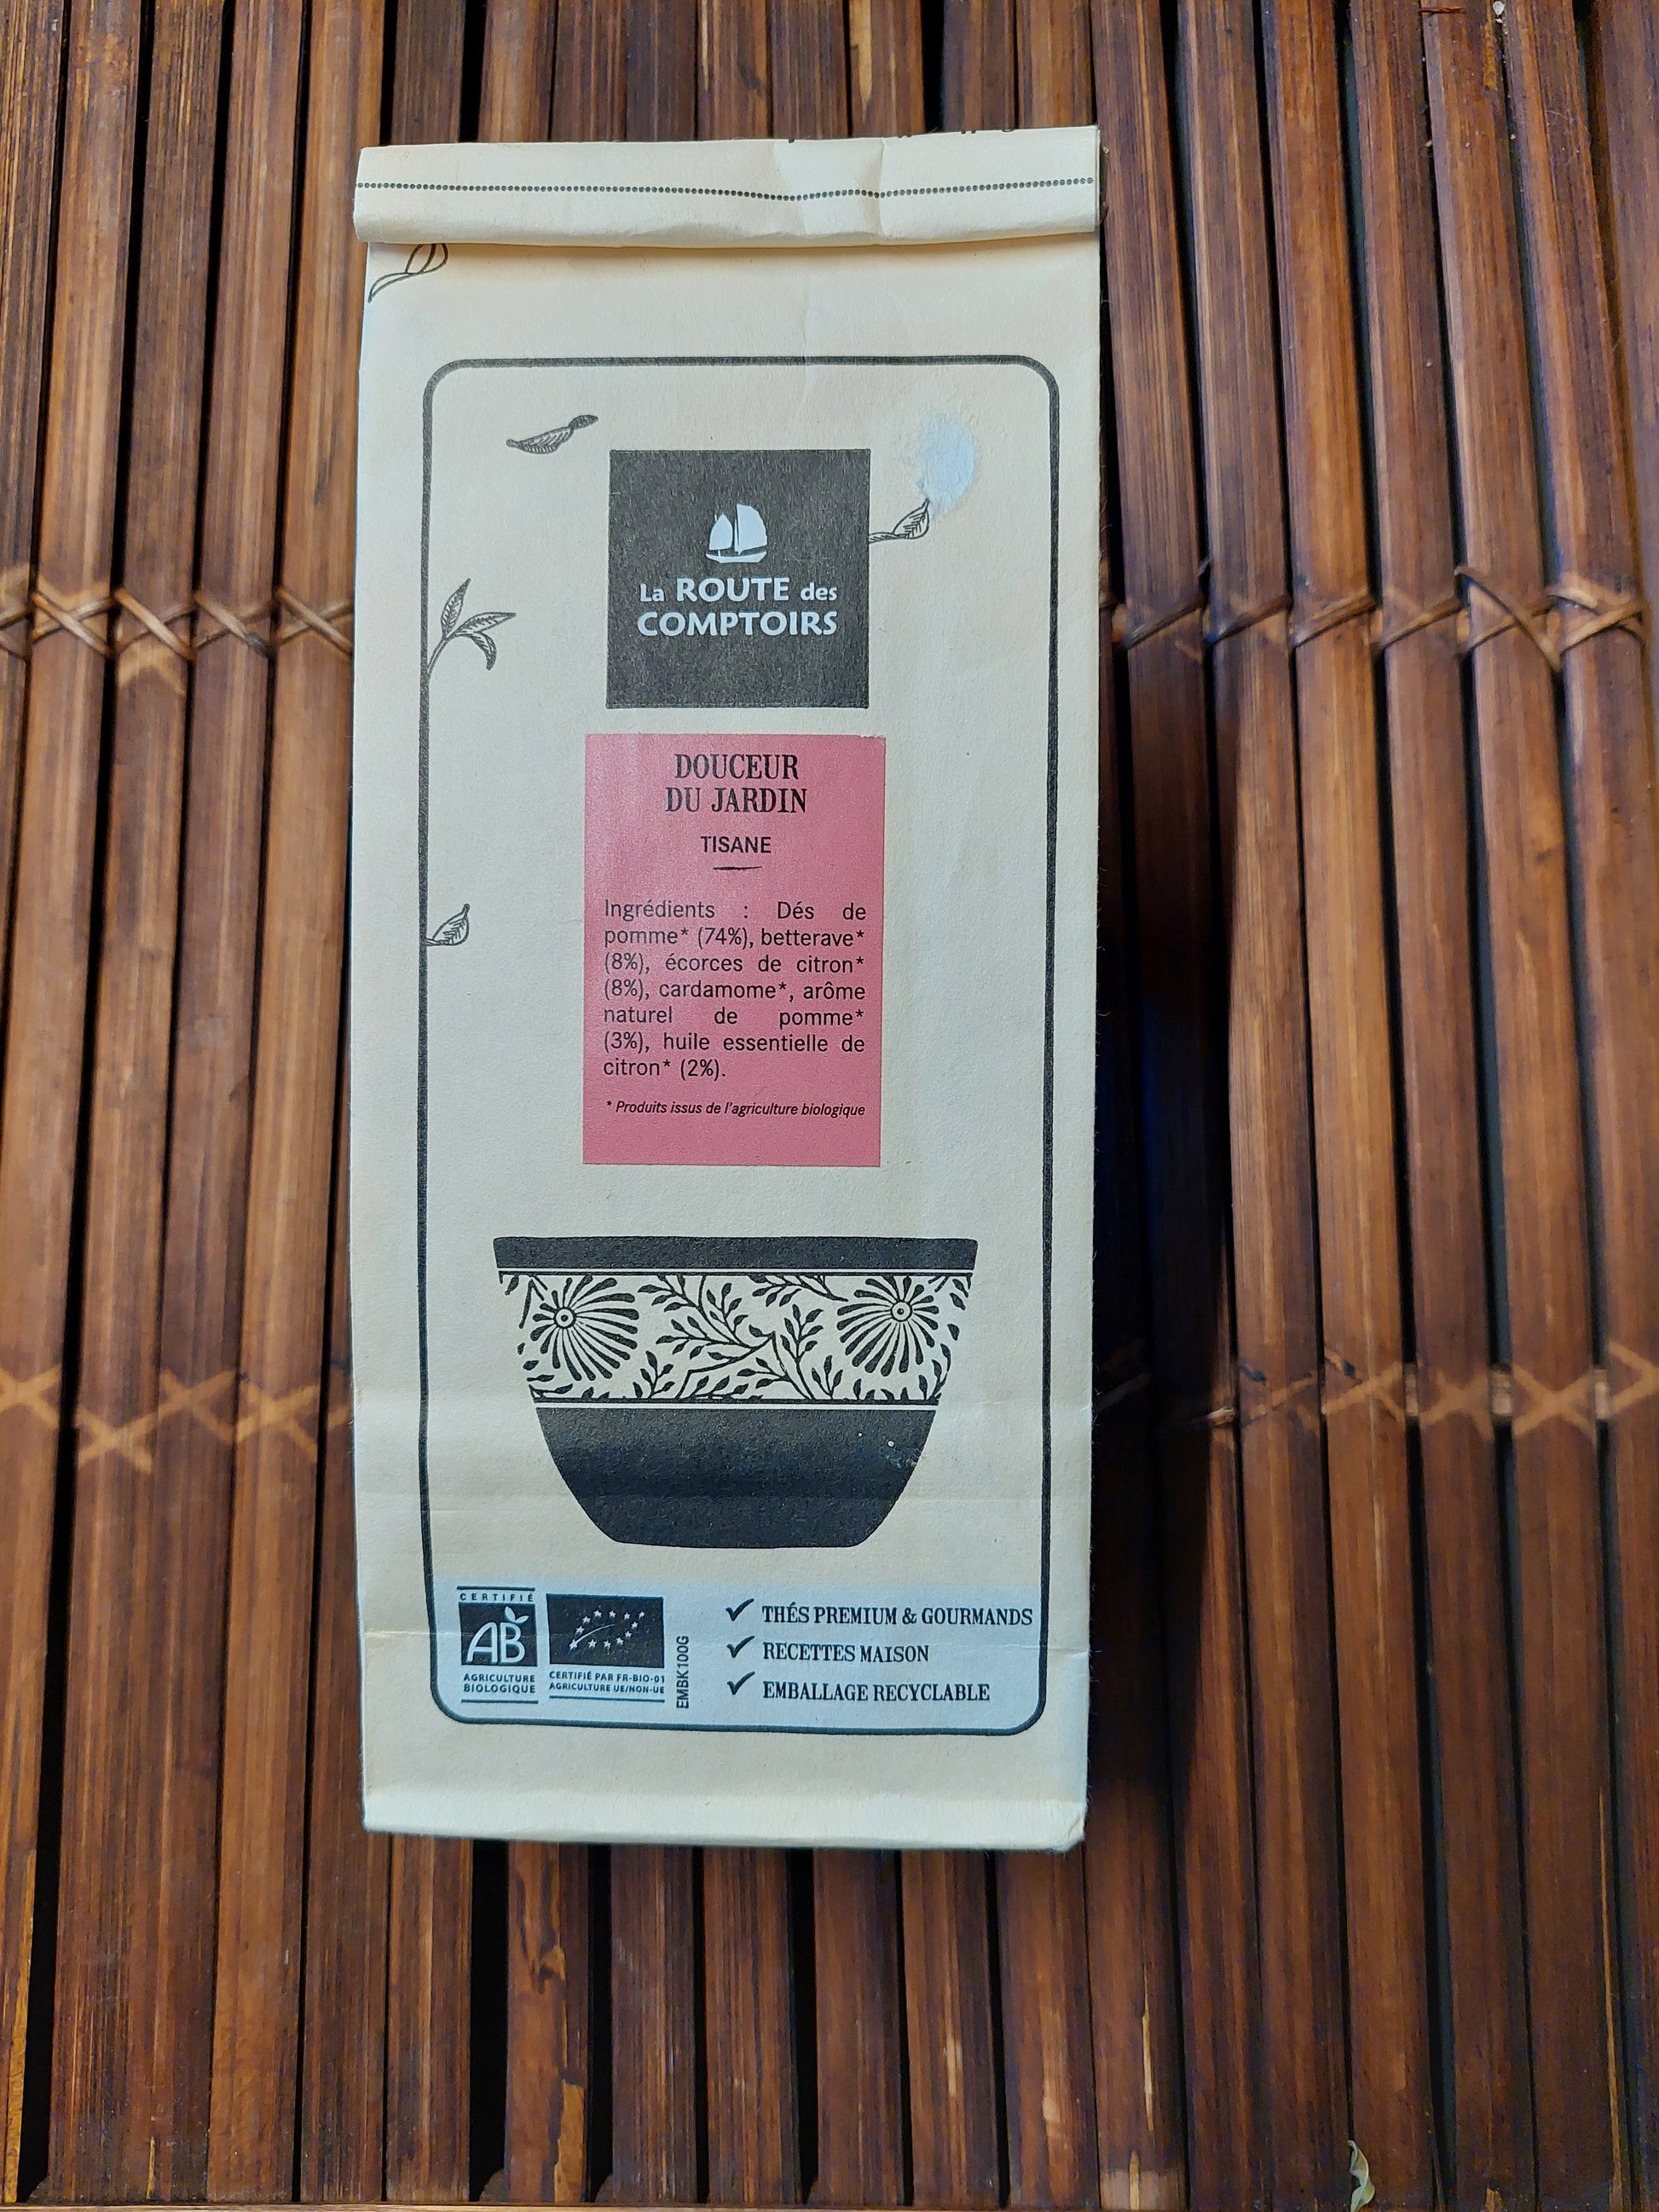 La ROUTE des
COMPTOIRS
DOUCEUR
DU JARDIN
TISANE
Ingrédients : Dés de
pomme* (74%), betterave*
(8%), écorces de citron*
(8%), cardamome*, arôme
naturel de pomme*
(3%), huile essentielle de
citron* (2%).
* Produits issus de l'agriculture biologique
CERTIFIÉ
AB
AGRICULTURE
BIOLOGIQUE
CERTIFIÉ PAR FR-BIO-01
AGRICULTURE UE/NON-UE
EMBK100G
THÉS PREMIUM & GOURMANDS
RECETTES MAISON
EMBALLAGE RECYCLABLE